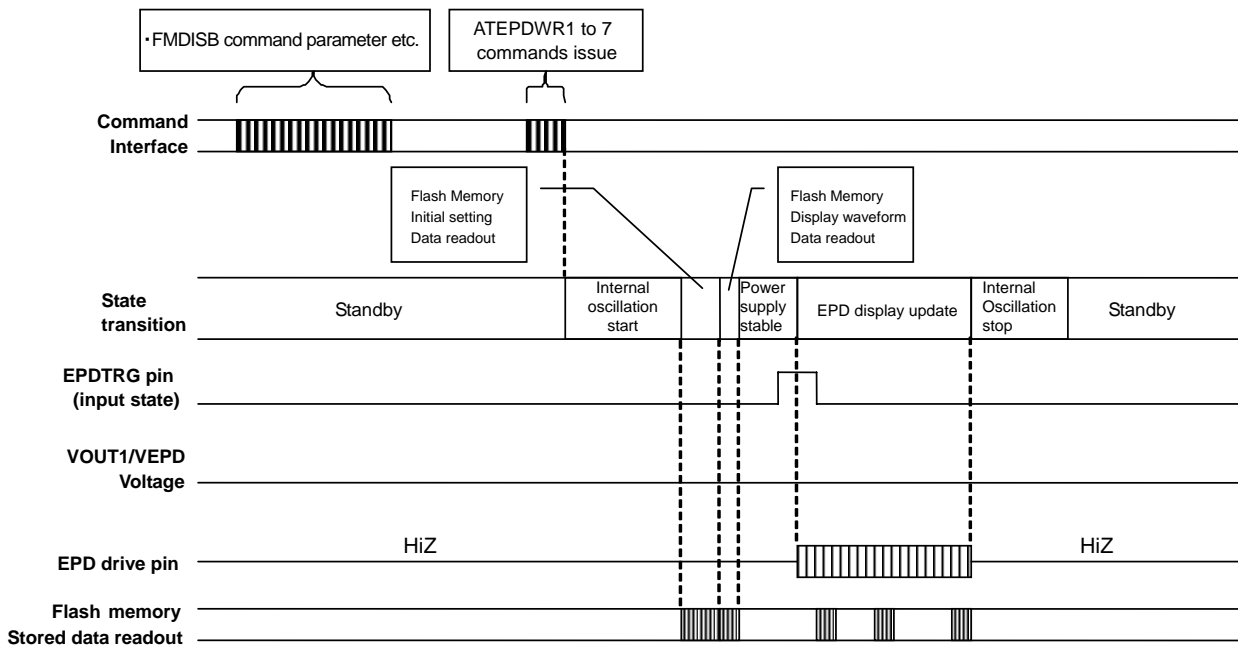 ・FMDISB command parameter etc.
ATEPDWR1 to 7
commands issue
Command
Interface
Flash Memory
Initial setting
Data readout
Flash Memory
Display waveform
Data readout
State
transition
Standby
Internal
oscillation
start
Power
supply
stable
EPD display update
Internal
Oscillation
stop
Standby
EPDTRG pin
(input state)
VOUT1/VEPD
Voltage
EPD drive pin
HiZ
HiZ
Flash memory
Stored data readout